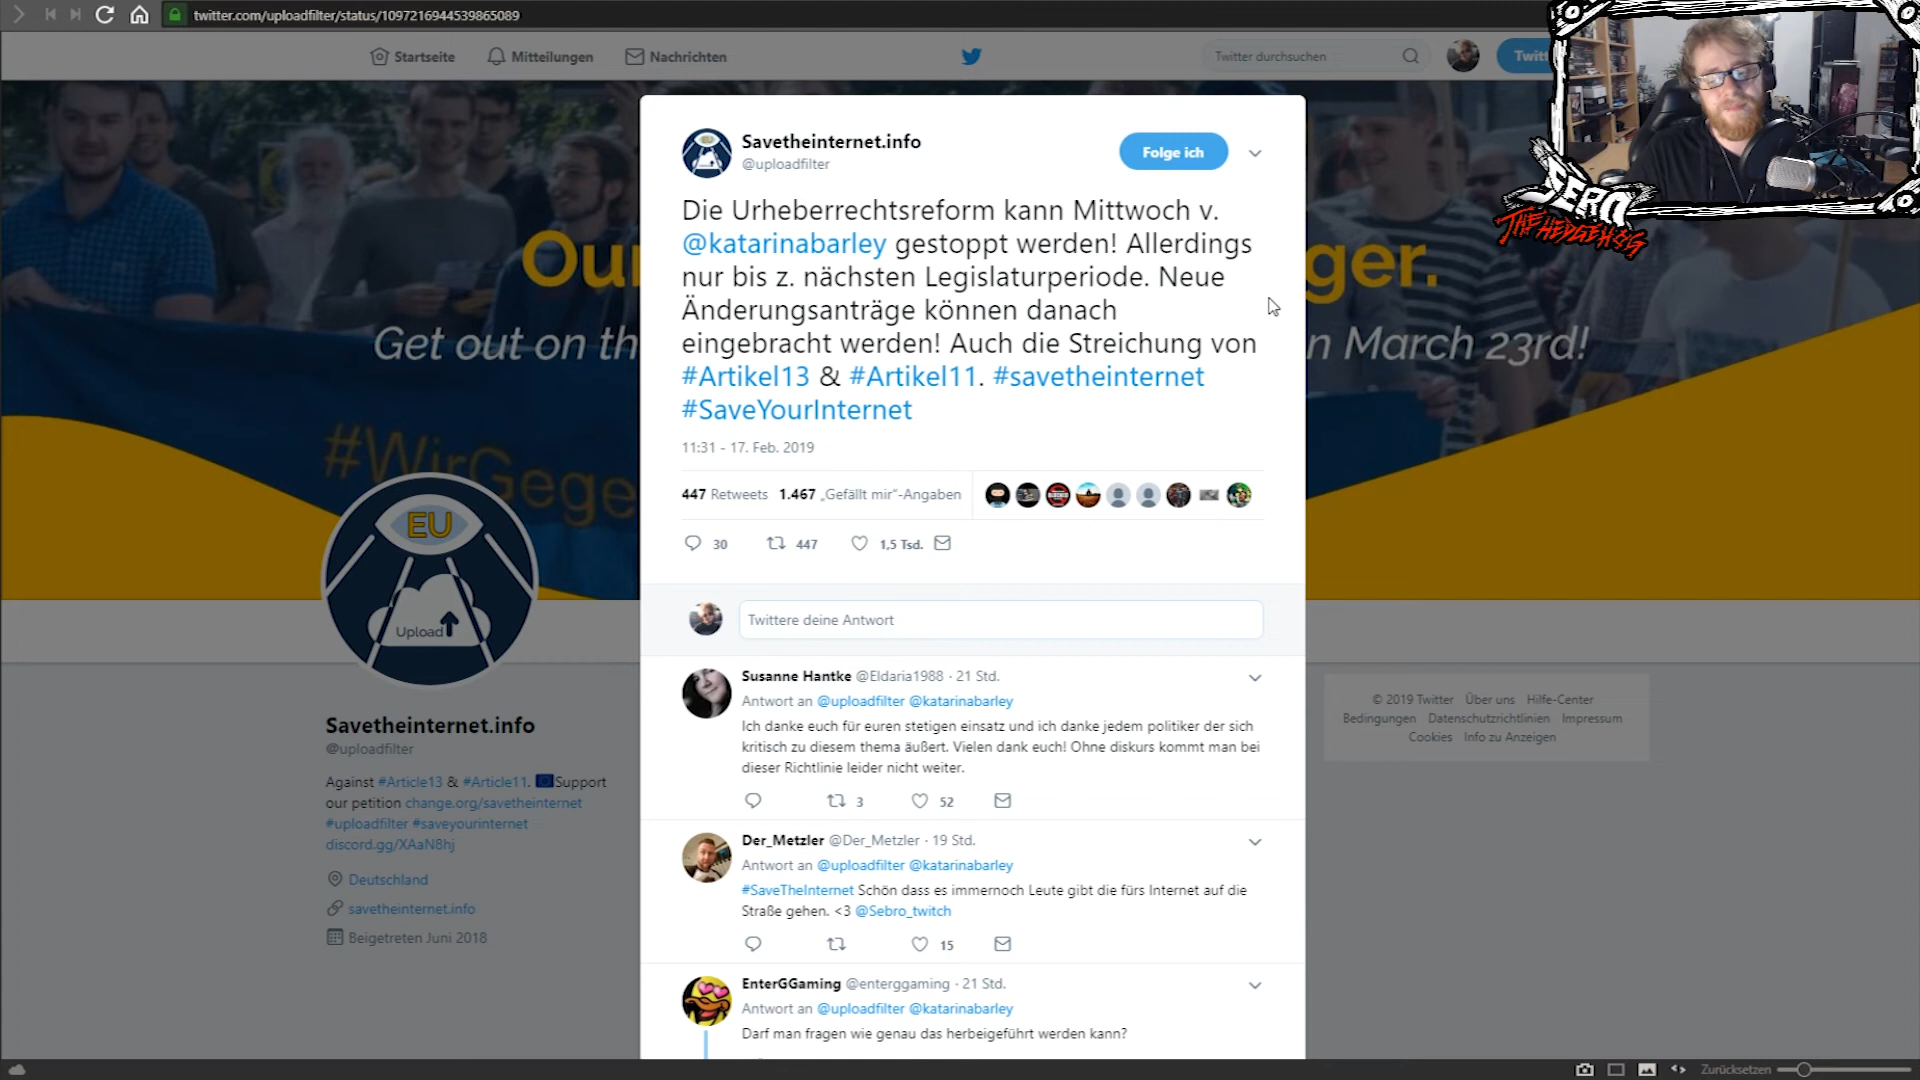 twitter.com/uploadfilter/status/1097216944539865089
Startseite Mitteilungen Nachrichten
Twitter durchsuchen
Twitt
SERO
THE HEDGEHOG
Our
ger.
Get out on th
n March 23rd!
#WirGege
EU
Upload
Savetheinternet.info
@uploadfilter
Against #Article13 & #Article11. Support
our petition change.org/savetheinternet
#uploadfilter #saveyourinternet
discord.gg/XAaN8hj
Deutschland
savetheinternet.info
Beigetreten Juni 2018
Savetheinternet.info
@uploadfilter
Folge ich
Die Urheberrechtsreform kann Mittwoch v.
@katarinabarley gestoppt werden! Allerdings
nur bis z. nächsten Legislaturperiode. Neue
Änderungsanträge können danach
eingebracht werden! Auch die Streichung von
#Artikel13 & #Artikel11. #savetheinternet
#SaveYourInternet
11:31 - 17. Feb. 2019
447 Retweets 1.467 „Gefällt mir“-Angaben
30 447 1,5 Tsd.
Twittere deine Antwort
Susanne Hantke @Eldaria1988 · 21 Std.
Antwort an @uploadfilter @katarinabarley
Ich danke euch für euren stetigen einsatz und ich danke jedem politiker der sich
kritisch zu diesem thema äußert. Vielen dank euch! Ohne diskurs kommt man bei
dieser Richtlinie leider nicht weiter.
3 52
Der_Metzler @Der_Metzler · 19 Std.
Antwort an @uploadfilter @katarinabarley
#SaveTheInternet Schön dass es immernoch Leute gibt die fürs Internet auf die
Straße gehen. <3 @Sebro_twitch
15
EnterGGaming @enterggaming · 21 Std.
Antwort an @uploadfilter @katarinabarley
Darf man fragen wie genau das herbeigeführt werden kann?
© 2019 Twitter Über uns Hilfe-Center
Bedingungen Datenschutzrichtlinien Impressum
Cookies Info zu Anzeigen
Zurücksetzen